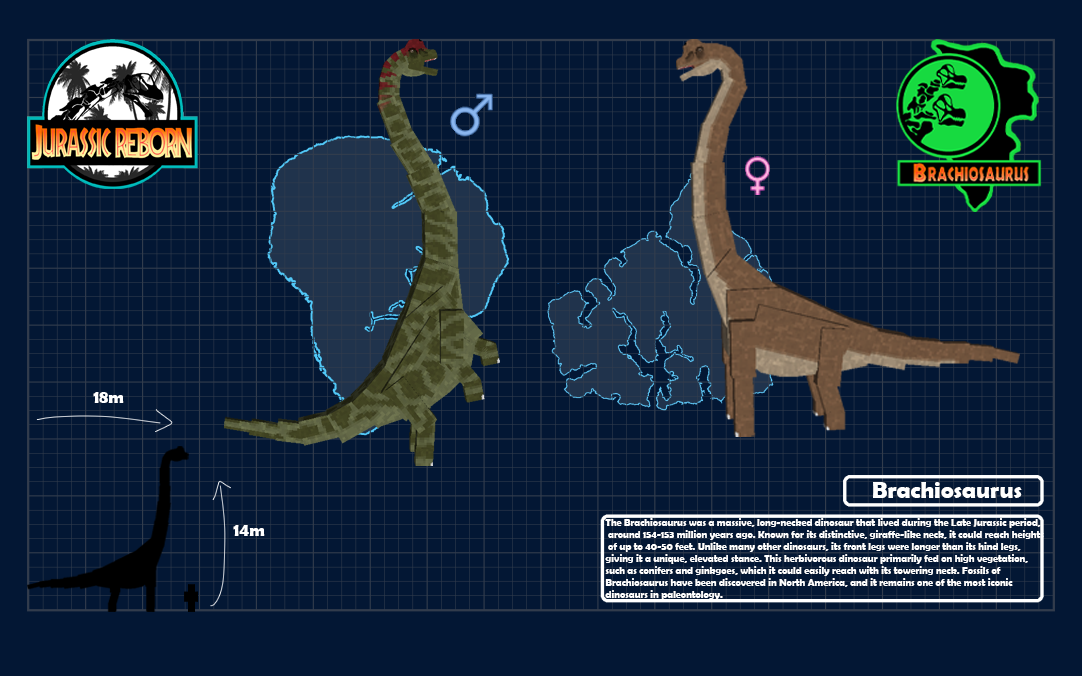 JURASSIC REBORN
BRACHIOSAURUS
18m
14m
Brachiosaurus
The Brachiosaurus was a massive, long-necked dinosaur that lived during the Late Jurassic period,
around 154-153 million years ago. Known for its distinctive, giraffe-like neck, it could reach height
of up to 40-50 feet. Unlike many other dinosaurs, its front legs were longer than its hind legs,
giving it a unique, elevated stance. This herbivorous dinosaur primarily fed on high vegetation,
such as conifers and ginkgoes, which it could easily reach with its towering neck. Fossils of
Brachiosaurus have been discovered in North America, and it remains one of the most iconic
dinosaurs in paleontology.